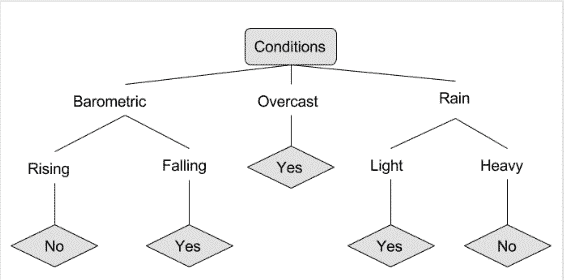 Conditions
Barometric
Overcast
Rain
Rising
Falling
Yes
Light
Heavy
No
Yes
Yes
No